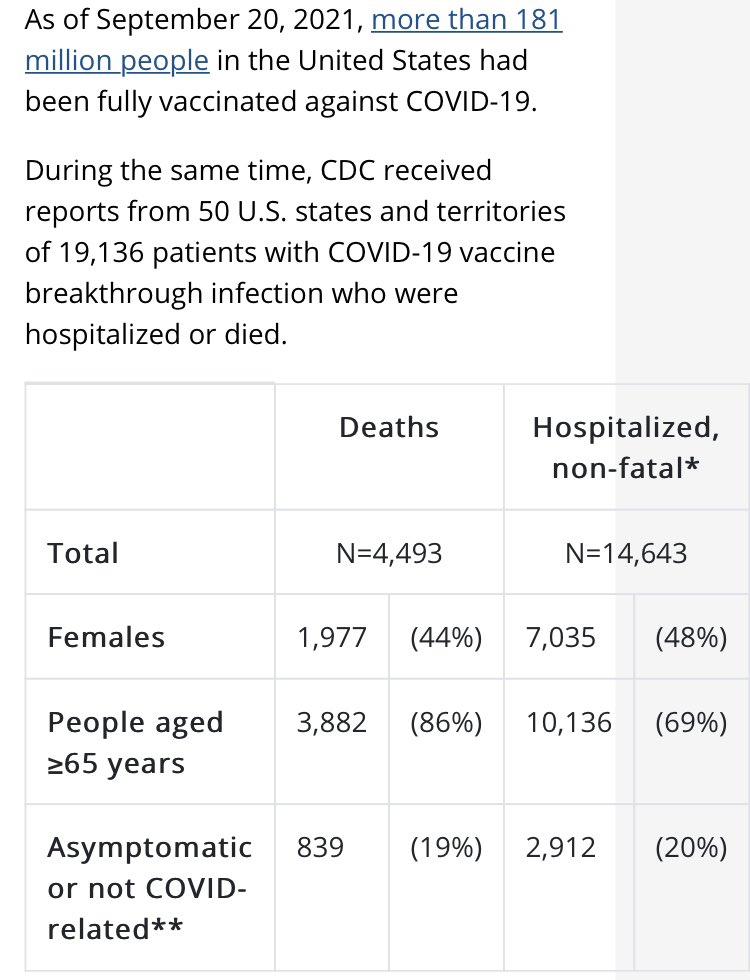 As of September 20, 2021, more than 181
million people in the United States had
been fully vaccinated against COVID-19.
During the same time, CDC received
reports from 50 U.S. states and territories
of 19,136 patients with COVID-19 vaccine
breakthrough infection who were
hospitalized or died.
Deaths Hospitalized,
non-fatal*
Total N=4,493 N=14,643
Females 1,977 (44%) 7,035 (48%)
People aged 3,882 (86%) 10,136 (69%)
≥65 years
Asymptomatic 839 (19%) 2,912 (20%)
or not COVID-
related**